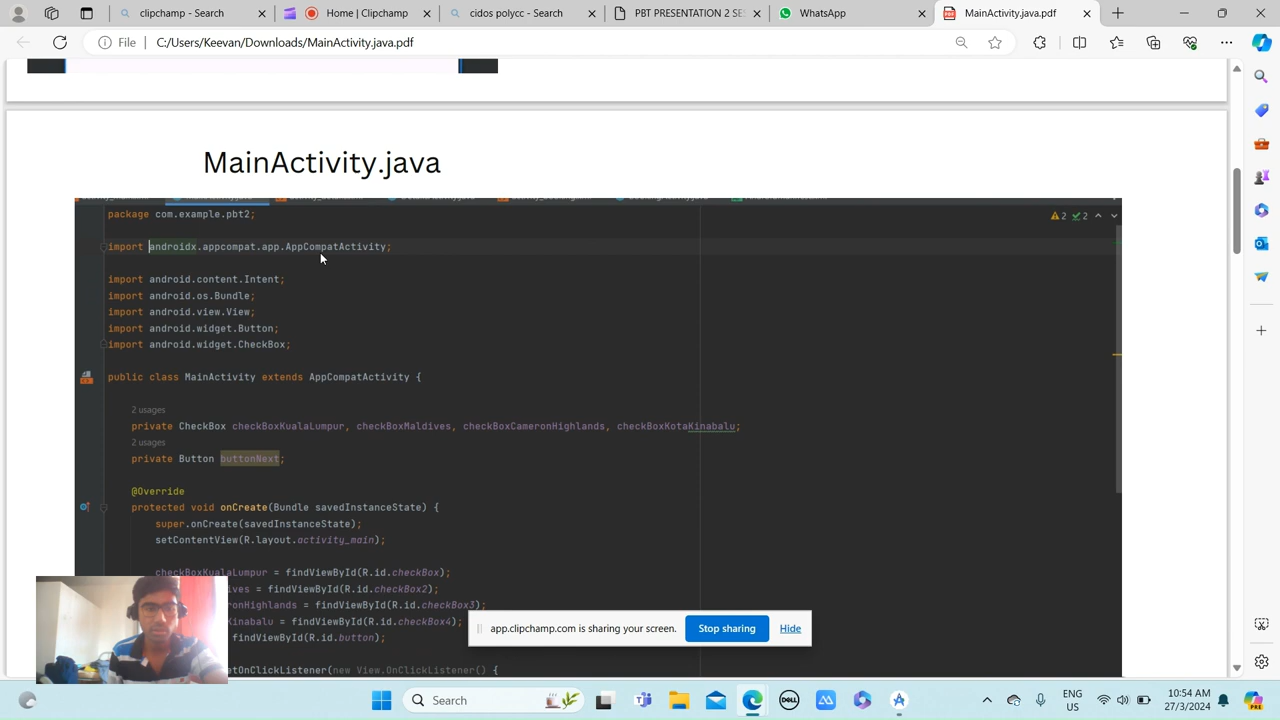 clipchamp - Search
Home | Clipchamp
cidos polycc - Search
PBT PRESENTATION 2 SES
WhatsApp
MainActivity.java.pdf
File
C:/Users/Keevan/Downloads/MainActivity.java.pdf
MainActivity.java
package com.example.pbt2;
2 2
import androidx.appcompat.app.AppCompatActivity;
import android.content.Intent;
import android.os.Bundle;
import android.view.View;
import android.widget.Button;
import android.widget.CheckBox;
public class MainActivity extends AppCompatActivity {
2 usages
private CheckBox checkBoxKualaLumpur, checkBoxMaldives, checkBoxCameronHighlands, checkBoxKotaKinabalu;
2 usages
private Button buttonNext;
@Override
protected void onCreate(Bundle savedInstanceState) {
super.onCreate(savedInstanceState);
setContentView(R.layout.activity_main);
checkBoxKualaLumpur = findViewById(R.id.checkBox);
ives = findViewById(R.id.checkBox2);
onHighlands = findViewById(R.id.checkBox3);
Kinabalu = findViewById(R.id.checkBox4);
findViewById(R.id.button);
etOnClickListener(new View.OnClickListener() {
app.clipchamp.com is sharing your screen.
Stop sharing
Hide
Search
DELL
ENG
US
10:54 AM
27/3/2024
PRE